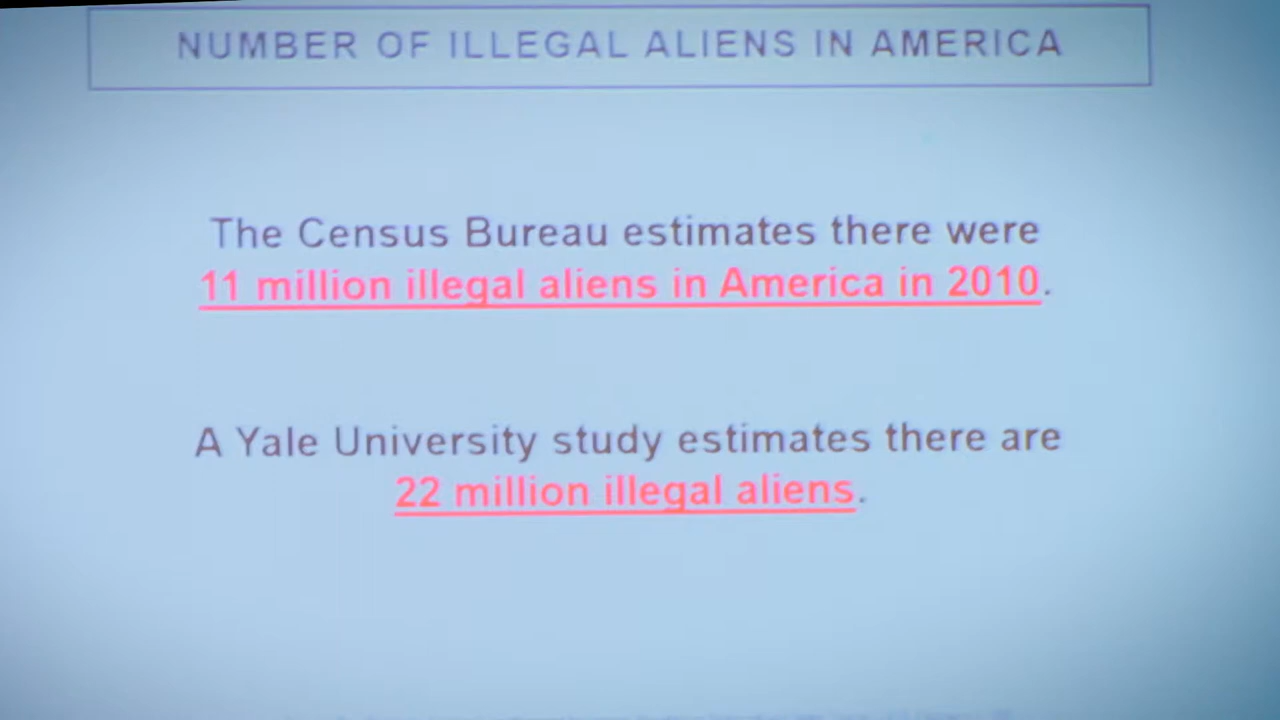 NUMBER OF ILLEGAL ALIENS IN AMERICA
The Census Bureau estimates there were
11 million illegal aliens in America in 2010.
A Yale University study estimates there are
22 million illegal aliens.